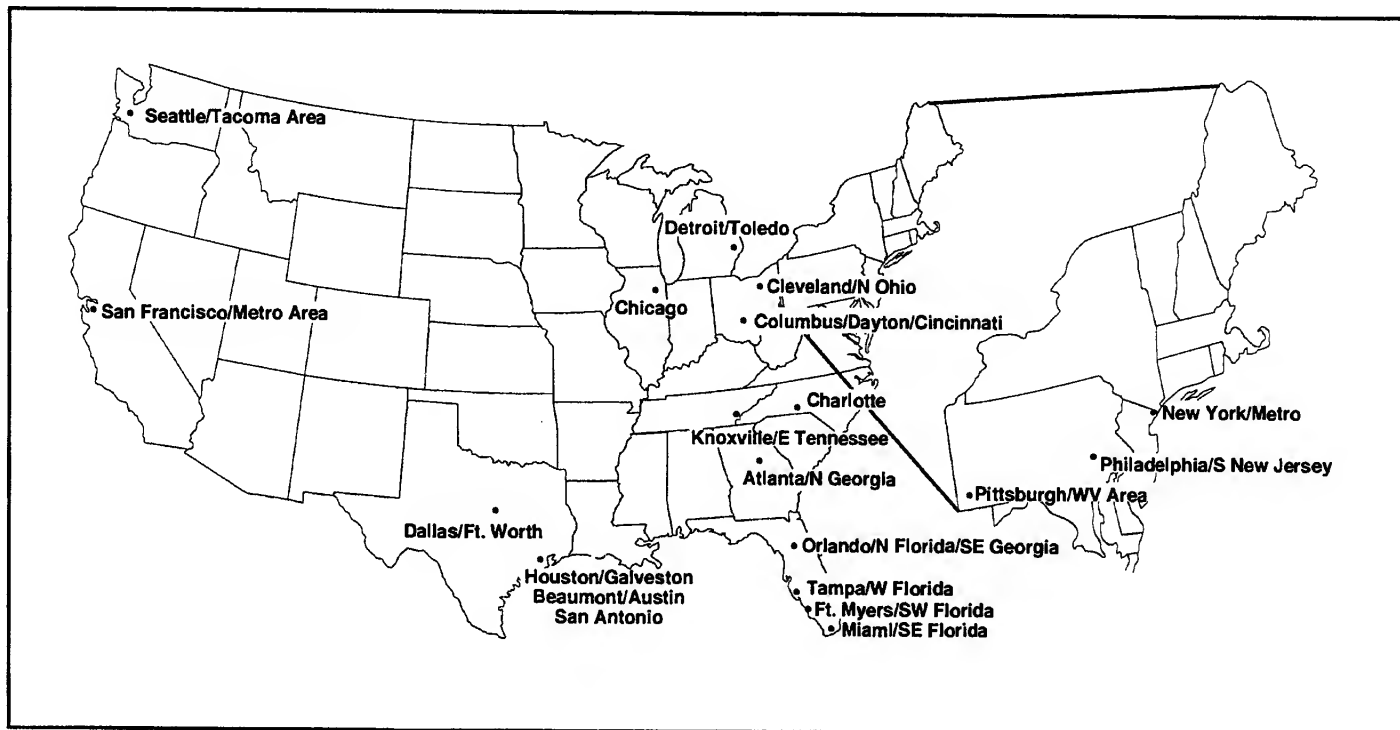 Seattle/Tacoma Area
Detroit/Toledo
Cleveland/N Ohio
Chicago
San Francisco/Metro Area
Columbus/Dayton/Cincinnati
Charlotte
New York/Metro
Knoxville/E Tennessee
Philadelphia/S New Jersey
Atlanta/N Georgia
Pittsburgh/WV Area
Dallas/Ft. Worth
Orlando/N Florida/SE Georgia
Houston/Galveston
Beaumont/Austin
San Antonio
Tampa/W Florida
Ft. Myers/SW Florida
Miami/SE Florida